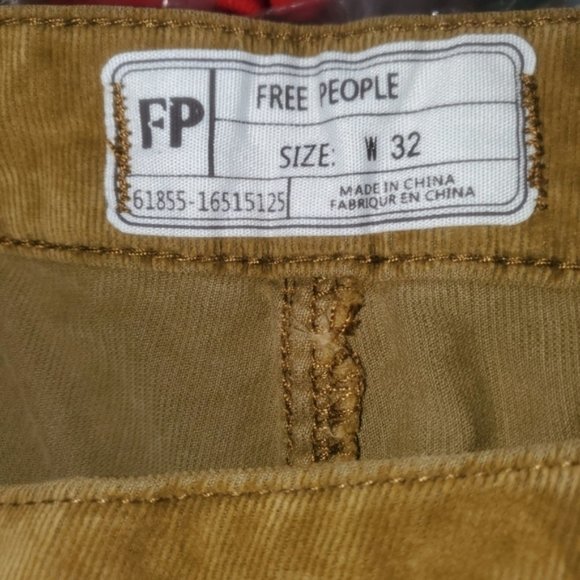 FP
FREE PEOPLE
SIZE: W 32
61855-16515125
MADE IN CHINA
FABRIQUR EN CHINA